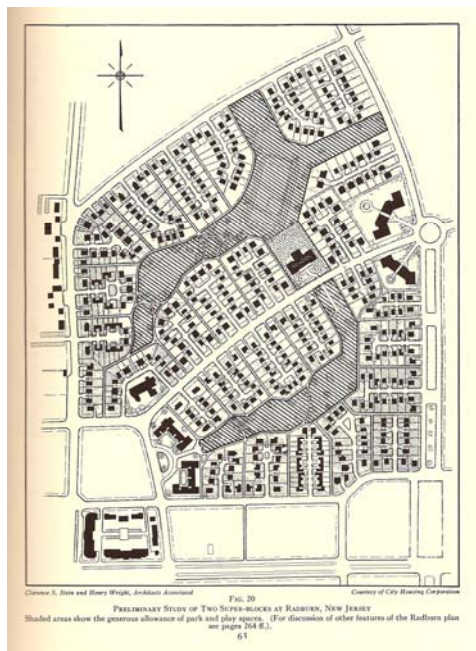 Clarence S. Stein and Henry Wright, Architects Associated
Courtesy of City Housing Corporation
FIG. 20
PRELIMINARY STUDY OF TWO SUPER-BLOCKS AT RADBURN, NEW JERSEY
Shaded areas show the generous allowance of park and play spaces. (For discussion of other features of the Radburn plan
see pages 264 ff.).
61